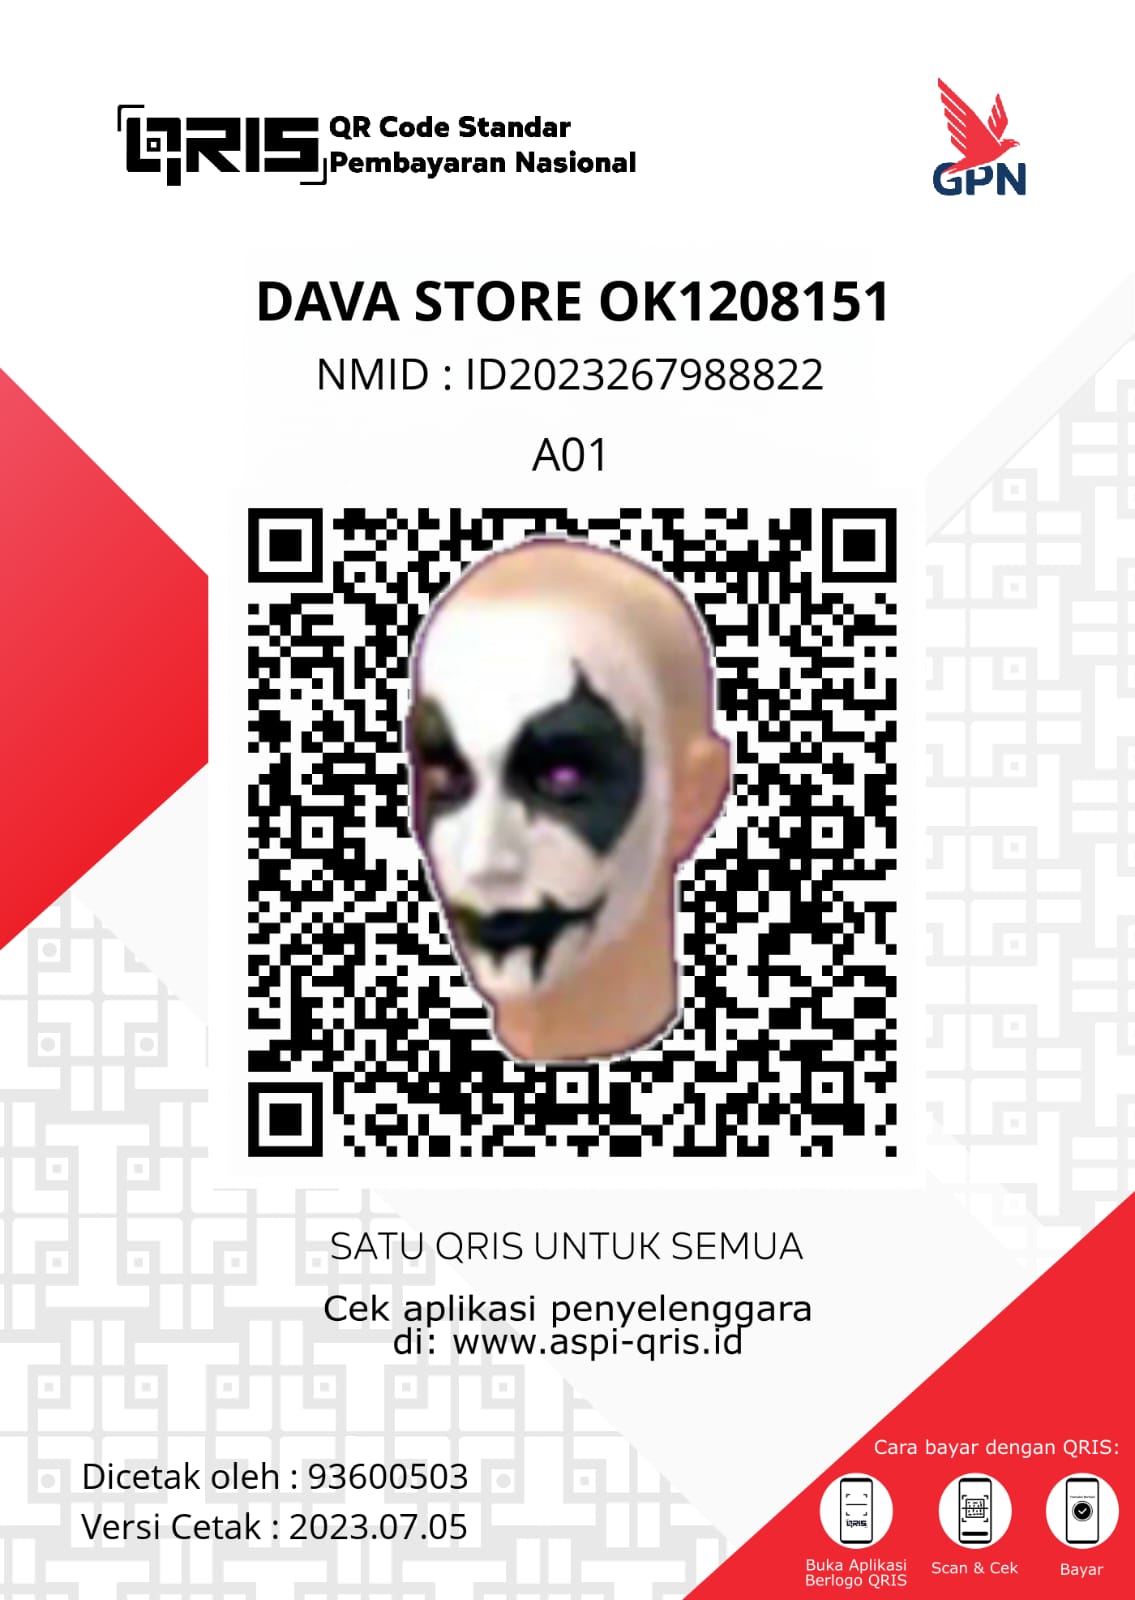 QRIS QR Code Standar
Pembayaran Nasional
GPN
DAVA STORE OK1208151
NMID : ID2023267988822
A01
SATU QRIS UNTUK SEMUA
Cek aplikasi penyelenggara
di: www.aspi-qris.id
Dicetak oleh : 93600503
Versi Cetak : 2023.07.05
Cara bayar dengan QRIS:
QRIS
Buka Aplikasi
Berlogo QRIS
Scan & Cek
Bayar